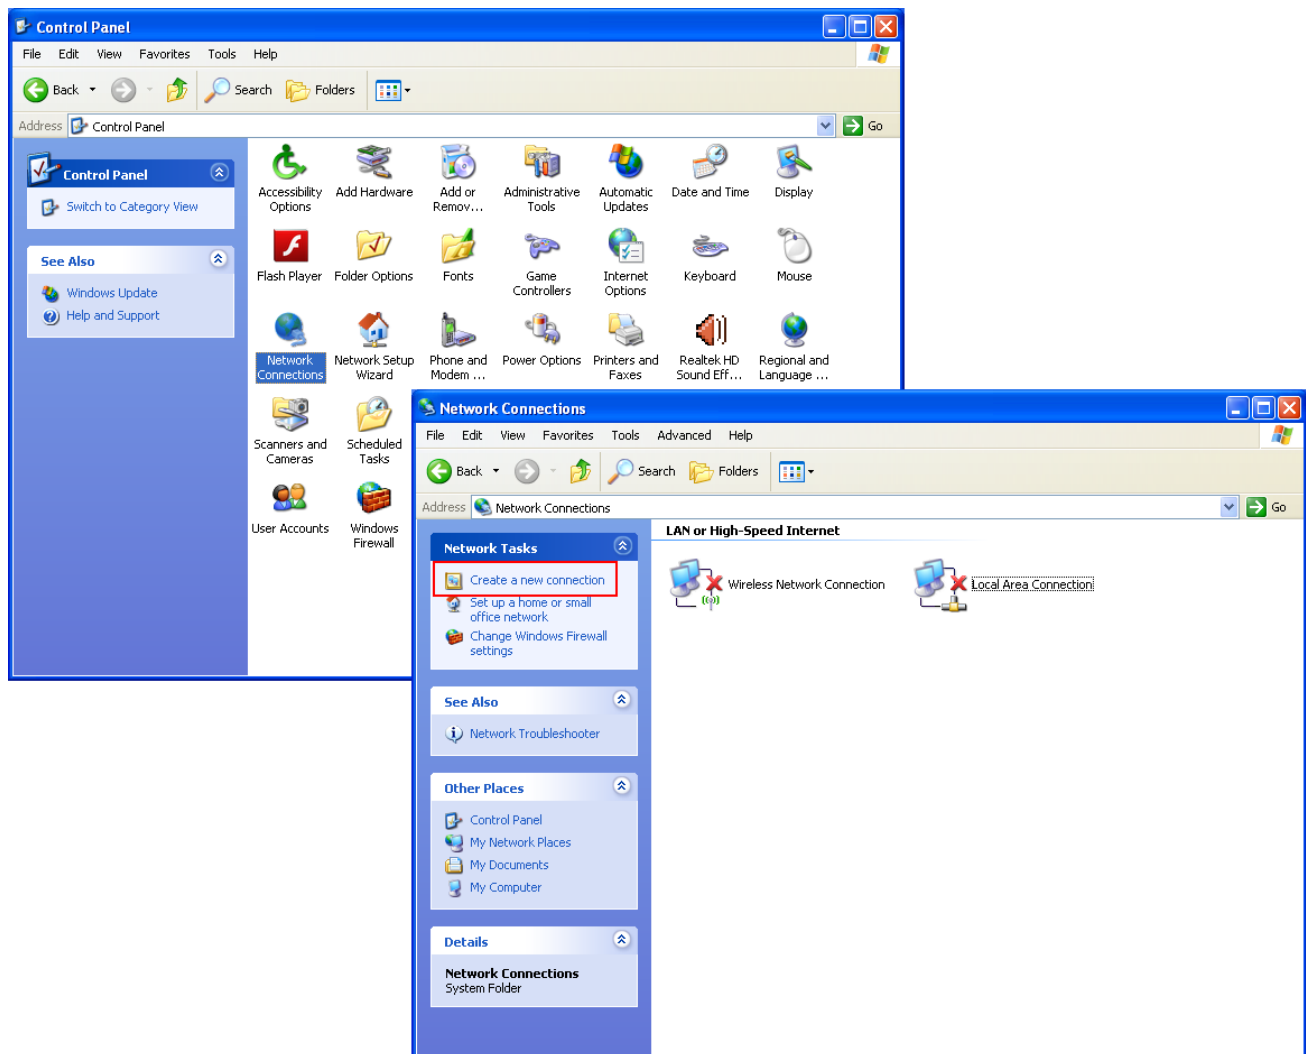 Control Panel
File Edit View Favorites Tools Help
Back Search Folders
Address Control Panel Go
Control Panel
Switch to Category View
See Also
Windows Update
Help and Support
Accessibility Options
Add Hardware
Add or Remov...
Administrative Tools
Automatic Updates
Date and Time
Display
Flash Player
Folder Options
Fonts
Game Controllers
Internet Options
Keyboard
Mouse
Network Connections
Network Setup Wizard
Phone and Modem ...
Power Options
Printers and Faxes
Realtek HD Sound Eff...
Regional and Language ...
Scanners and Cameras
Scheduled Tasks
User Accounts
Windows Firewall
Network Connections
File Edit View Favorites Tools Advanced Help
Back Search Folders
Address Network Connections Go
Network Tasks
Create a new connection
Set up a home or small
office network
Change Windows Firewall
settings
See Also
Network Troubleshooter
Other Places
Control Panel
My Network Places
My Documents
My Computer
Details
Network Connections
System Folder
LAN or High-Speed Internet
Wireless Network Connection
Local Area Connection